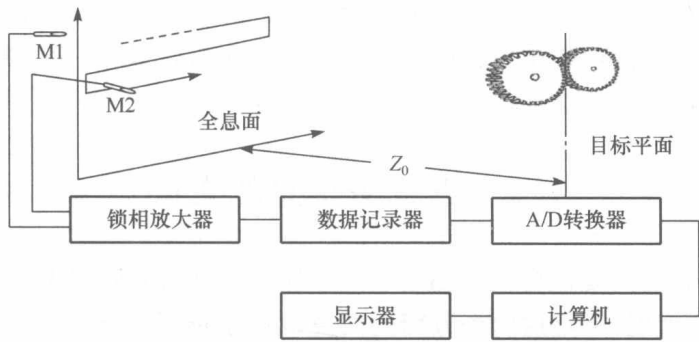 M1
M2
全息面
Z₀
目标平面
锁相放大器
数据记录器
A/D转换器
显示器
计算机